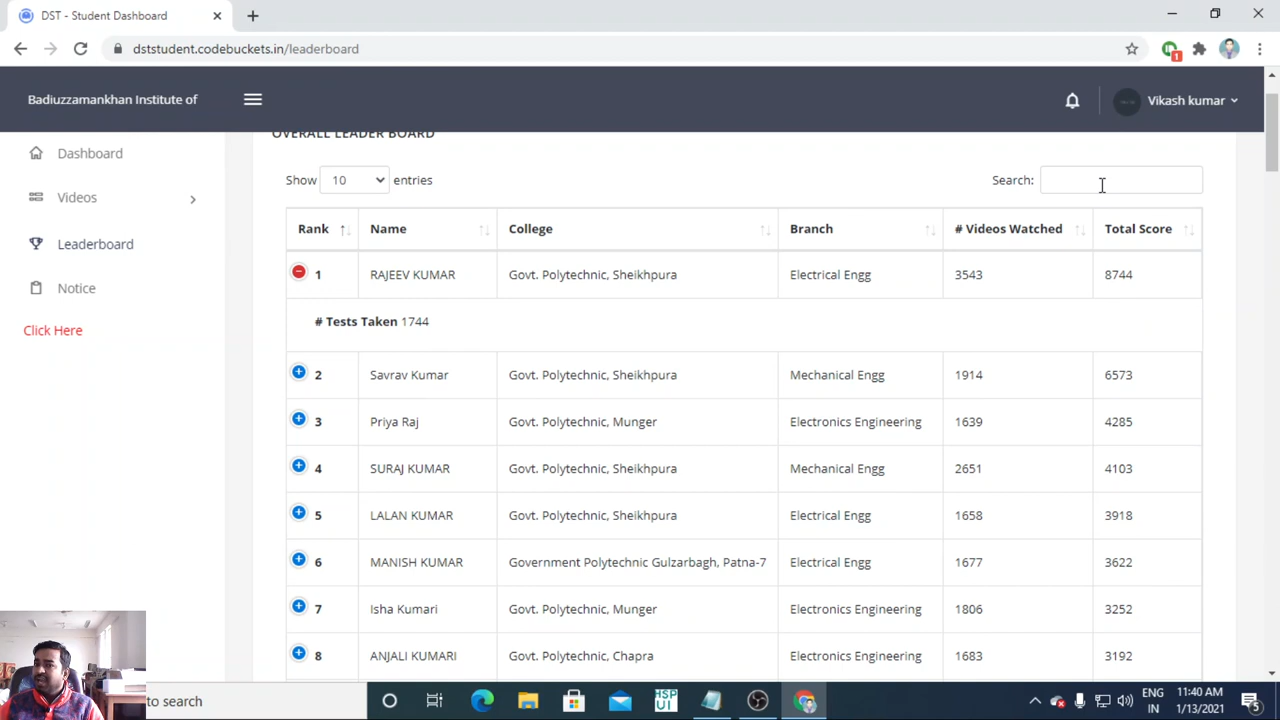 DST - Student Dashboard
dststudent.codebuckets.in/leaderboard
1
Badiuzzamankhan Institute of
Vikash kumar
OVERALL LEADER BOARD
Dashboard
Videos
Leaderboard
Notice
Click Here
Show 10 entries
Search:
Rank Name College Branch # Videos Watched Total Score
1 RAJEEV KUMAR Govt. Polytechnic, Sheikhpura Electrical Engg 3543 8744
# Tests Taken 1744
2 Savrav Kumar Govt. Polytechnic, Sheikhpura Mechanical Engg 1914 6573
3 Priya Raj Govt. Polytechnic, Munger Electronics Engineering 1639 4285
4 SURAJ KUMAR Govt. Polytechnic, Sheikhpura Mechanical Engg 2651 4103
5 LALAN KUMAR Govt. Polytechnic, Sheikhpura Electrical Engg 1658 3918
6 MANISH KUMAR Government Polytechnic Gulzarbagh, Patna-7 Electrical Engg 1677 3622
7 Isha Kumari Govt. Polytechnic, Munger Electronics Engineering 1806 3252
8 ANJALI KUMARI Govt. Polytechnic, Chapra Electronics Engineering 1683 3192
to search
HSP
UI
ENG
IN
11:40 AM
1/13/2021
5